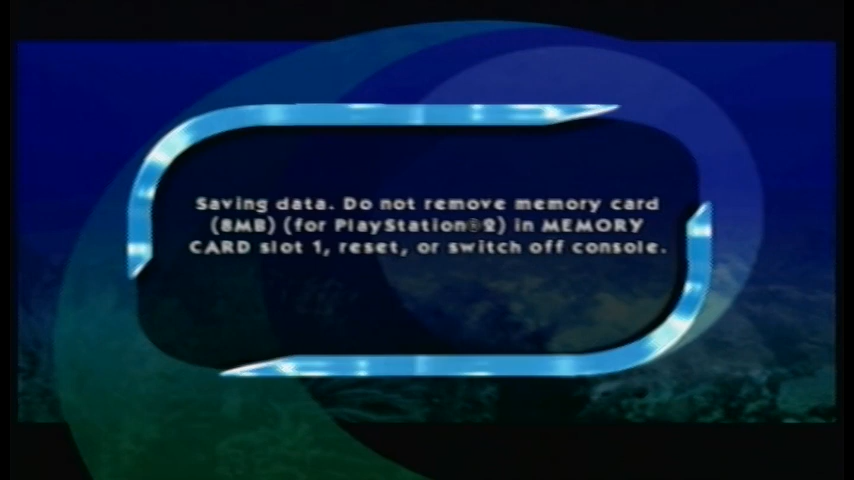 Saving data. Do not remove memory card
(8MB) (for PlayStation®2) in MEMORY
CARD slot 1, reset, or switch off console.